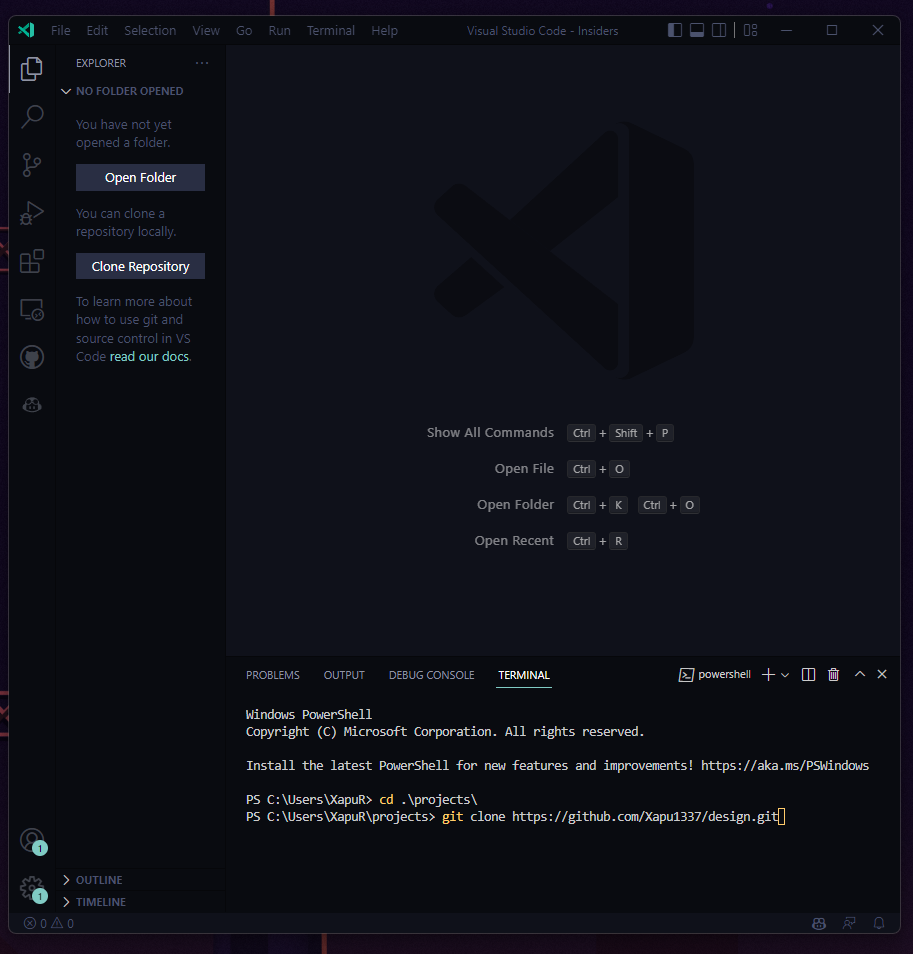 File Edit Selection View Go Run Terminal Help Visual Studio Code - Insiders
EXPLORER
NO FOLDER OPENED
You have not yet
opened a folder.
Open Folder
You can clone a
repository locally.
Clone Repository
To learn more about
how to use git and
source control in VS
Code read our docs.
Show All Commands Ctrl + Shift + P
Open File Ctrl + O
Open Folder Ctrl + K Ctrl + O
Open Recent Ctrl + R
PROBLEMS OUTPUT DEBUG CONSOLE TERMINAL powershell
Windows PowerShell
Copyright (C) Microsoft Corporation. All rights reserved.
Install the latest PowerShell for new features and improvements! https://aka.ms/PSWindows
PS C:\Users\XapuR> cd .\projects\
PS C:\Users\XapuR\projects> git clone https://github.com/Xapu1337/design.git
1
1
OUTLINE
TIMELINE
0 0